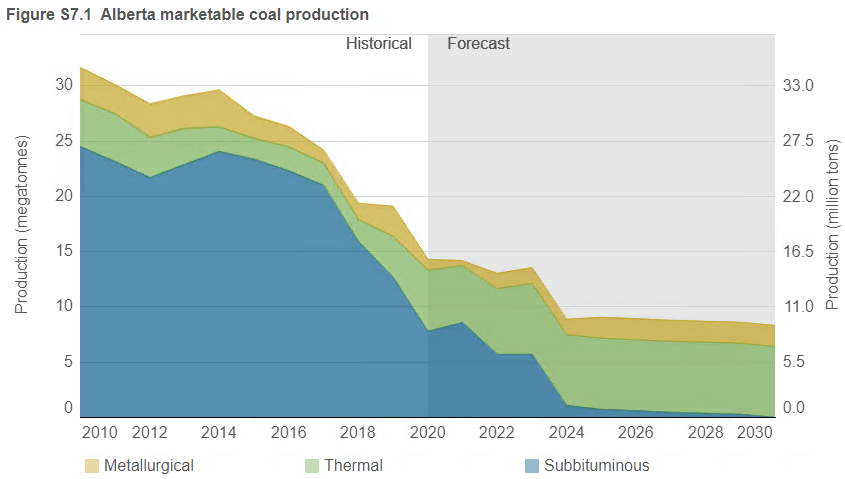 Figure S7.1 Alberta marketable coal production
Historical
Forecast
Production (megatonnes)
30
25
20
15
10
5
0
33.0
27.5
22.0
16.5
11.0
5.5
0.0
Production (million tons)
2010 2012 2014 2016 2018 2020 2022 2024 2026 2028 2030
Metallurgical
Thermal
Subbituminous